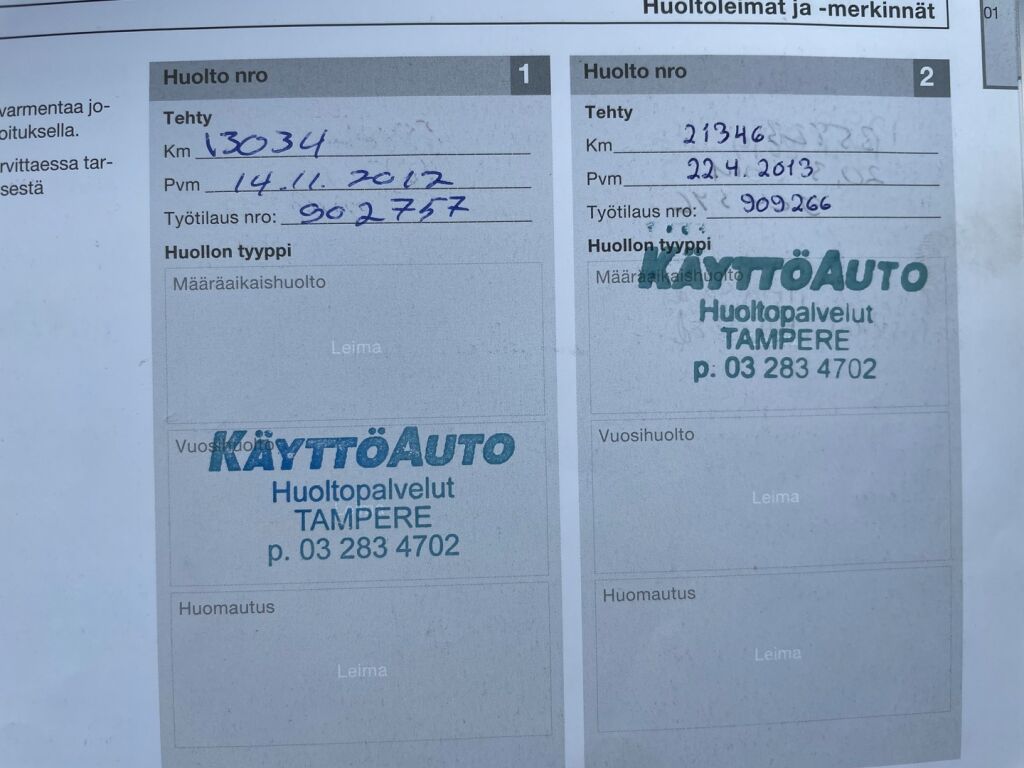 Huoltoleimat ja -merkinnät
01
varmentaa jo-
oituksella.
rvittaessa tar-
sestä
Huolto nro 1
Tehty
Km 13034
Pvm 14.11.2012
Työtilaus nro: 902757
Huollon tyyppi
Määräaikaishuolto
Leima
Vuosihuolto
KÄYTTÖAUTO
Huoltopalvelut
TAMPERE
p. 03 283 4702
Huomautus
Leima
Huolto nro 2
Tehty
Km 21346
Pvm 22.4.2013
Työtilaus nro: 909266
Huollon tyyppi
Määräaikaishuolto
KÄYTTÖAUTO
Huoltopalvelut
TAMPERE
p. 03 283 4702
Vuosihuolto
Leima
Huomautus
Leima